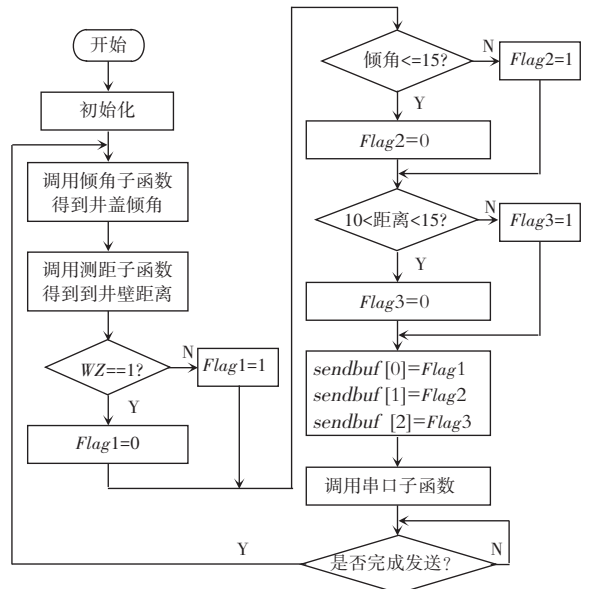 开始
初始化
调用倾角子函数
得到井盖倾角
调用测距子函数
得到到井壁距离
WZ==1?
N
Flag1=1
Y
Flag1=0
倾角<=15?
N
Flag2=1
Y
Flag2=0
10<距离<15?
N
Flag3=1
Y
Flag3=0
sendbuf [0]=Flag1
sendbuf [1]=Flag2
sendbuf [2]=Flag3
调用串口子函数
是否完成发送?
N
Y